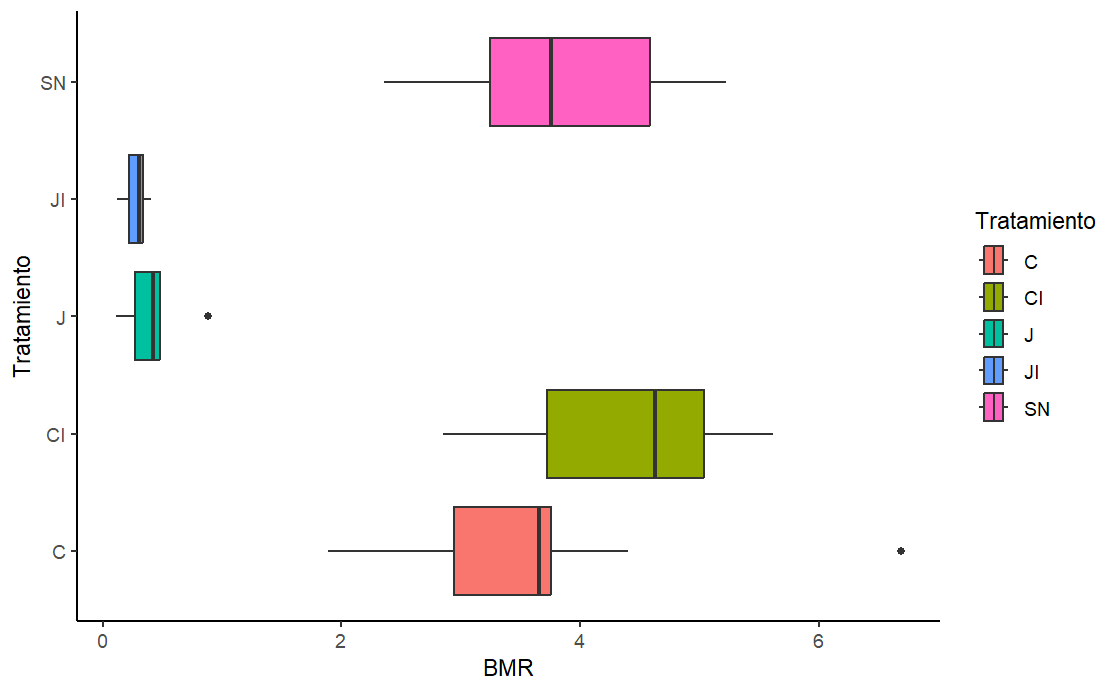 SN
JI
J
CI
C
Tratamiento
0 2 4 6
BMR
Tratamiento
C
CI
J
JI
SN